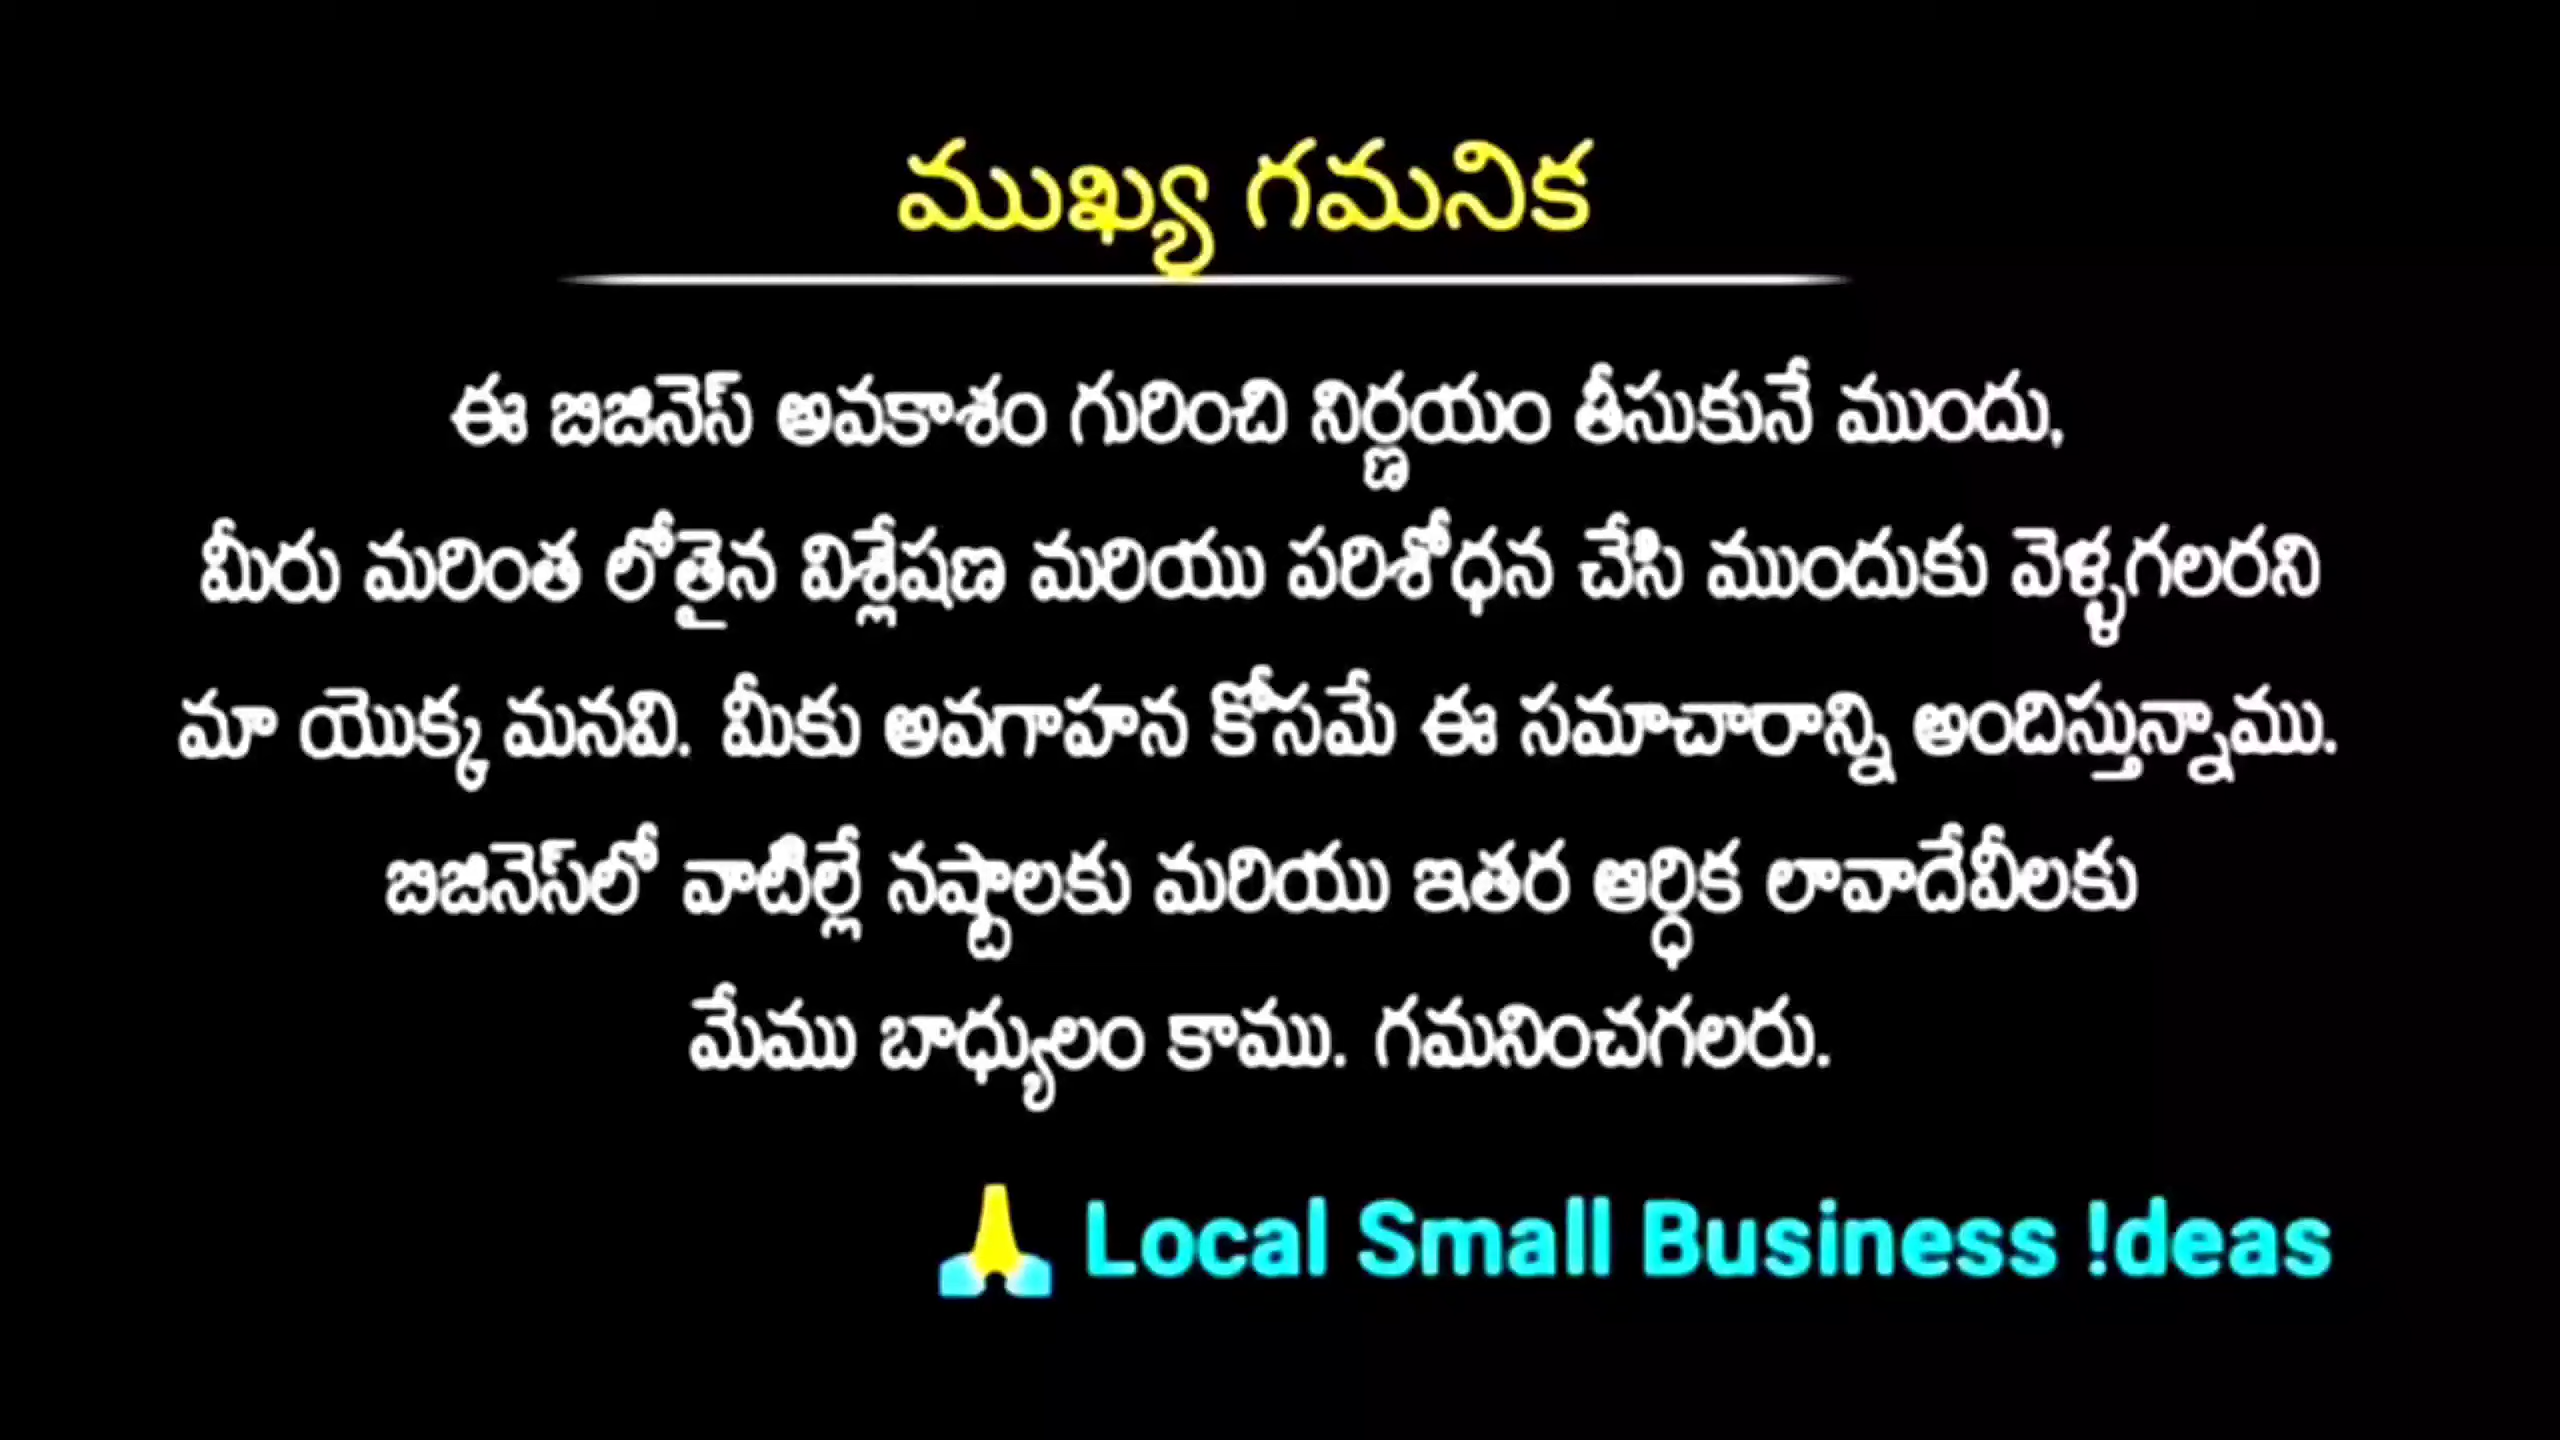 ముఖ్య గమనిక
ఈ బిజినెస్ అవకాశం గురించి నిర్ణయం తీసుకునే ముందు,
మీరు మరింత లోతైన విశ్లేషణ మరియు పరిశోధన చేసి ముందుకు వెళ్ళగలరని
మా యొక్క మనవి. మీకు అవగాహన కోసమే ఈ సమాచారాన్ని అందిస్తున్నాము.
బిజినెస్‌లో వాటిల్లే నష్టాలకు మరియు ఇతర ఆర్ధిక లావాదేవీలకు
మేము బాధ్యులం కాము. గమనించగలరు.
🙏 Local Small Business !deas